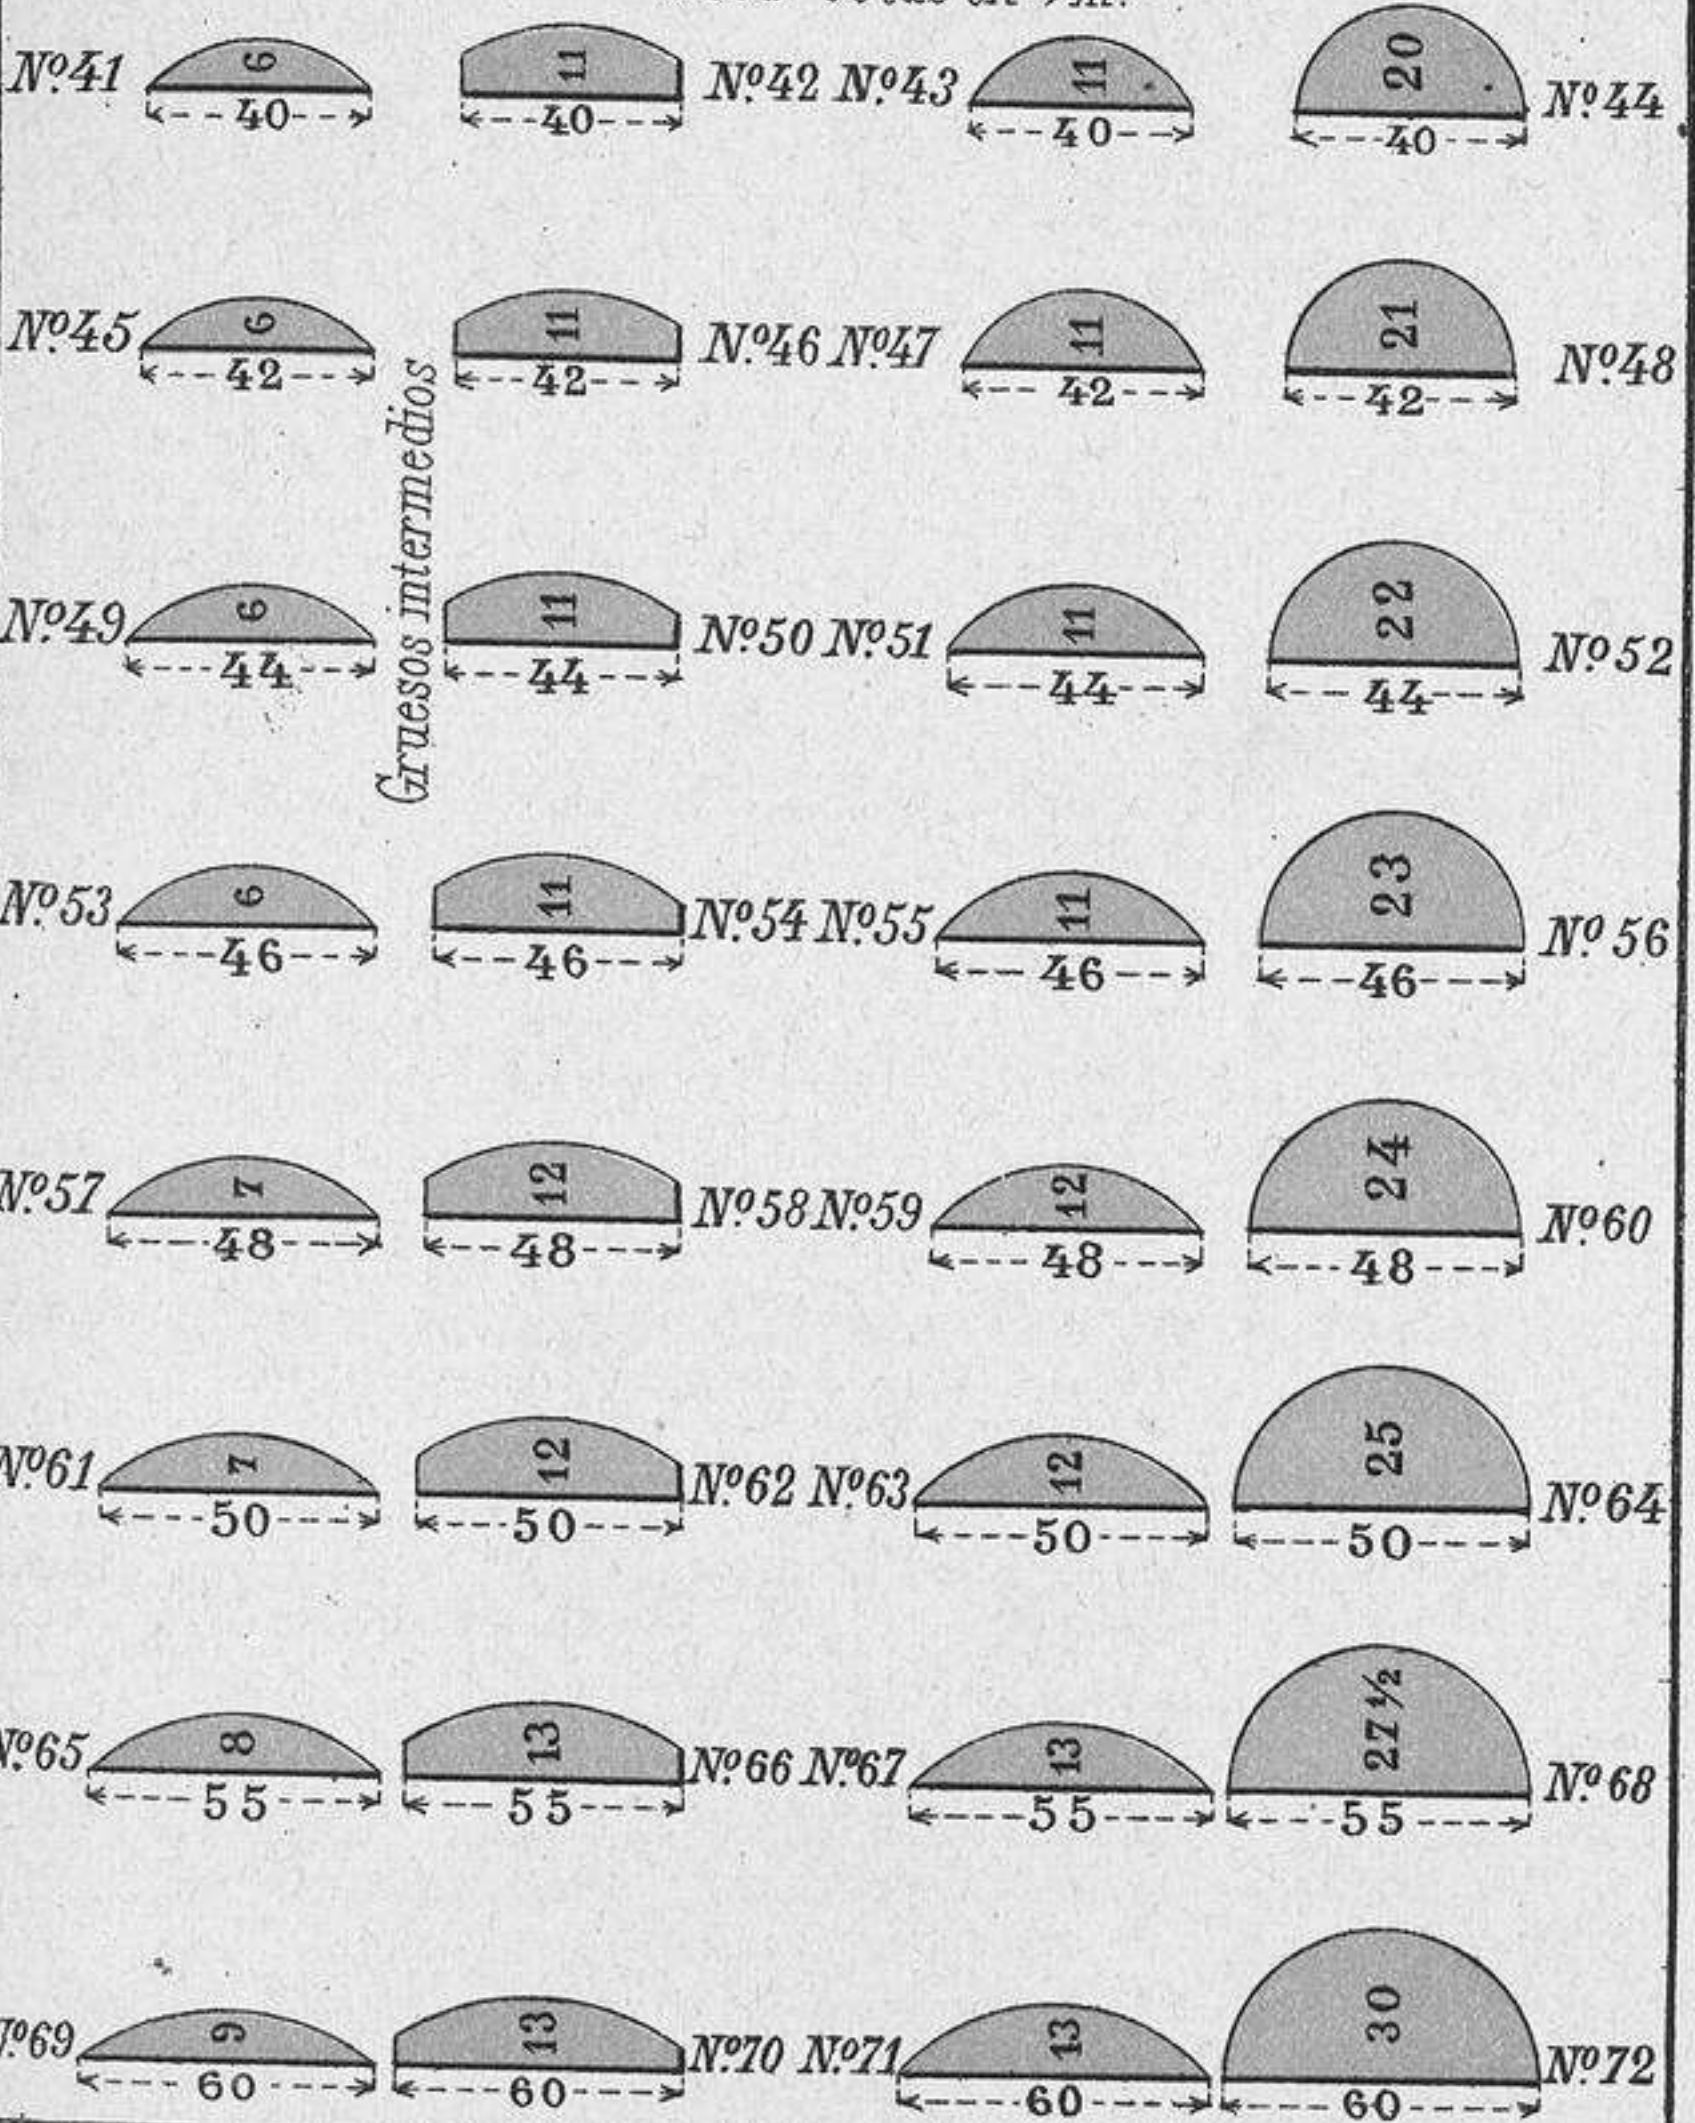 Nº41 6 11 Nº42 Nº43 11 20 Nº44
40 40 40 40
Nº45 6 11 Nº46 Nº47 11 21 Nº48
42 42 42 42
Gruesos intermedios
Nº49 6 11 Nº50 Nº51 11 22 Nº52
44 44 44 44
Nº53 6 11 Nº54 Nº55 11 23 Nº56
46 46 46 46
Nº57 7 12 Nº58 Nº59 12 24 Nº60
48 48 48 48
Nº61 7 12 Nº62 Nº63 12 25 Nº64
50 50 50 50
Nº65 8 13 Nº66 Nº67 13 27½ Nº68
55 55 55 55
Nº69 9 13 Nº70 Nº71 13 30 Nº72
60 60 60 60